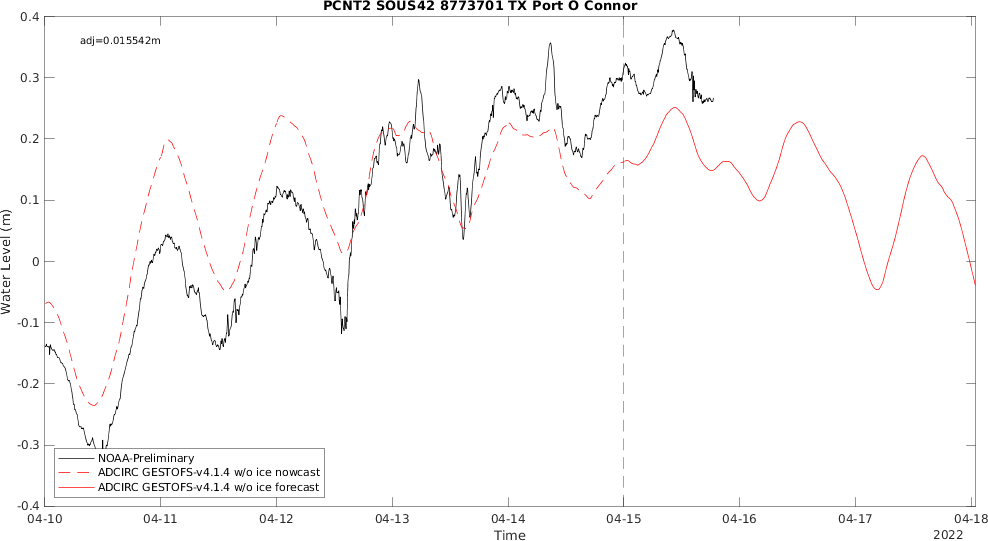 PCNT2 SOUS42 8773701 TX Port O Connor
adj=0.015542m
0.4
0.3
0.2
0.1
0
-0.1
-0.2
-0.3
-0.4
Water Level (m)
NOAA-Preliminary
ADCIRC GESTOFS-v4.1.4 w/o ice nowcast
ADCIRC GESTOFS-v4.1.4 w/o ice forecast
04-10 04-11 04-12 04-13 04-14 04-15 04-16 04-17 04-18
Time
2022